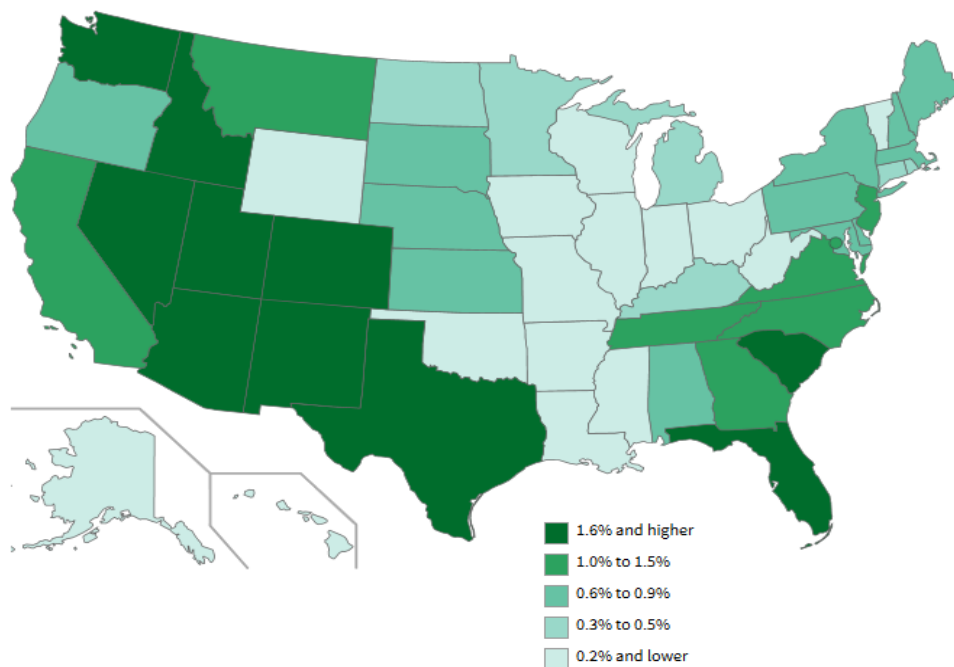 1.6% and higher
1.0% to 1.5%
0.6% to 0.9%
0.3% to 0.5%
0.2% and lower